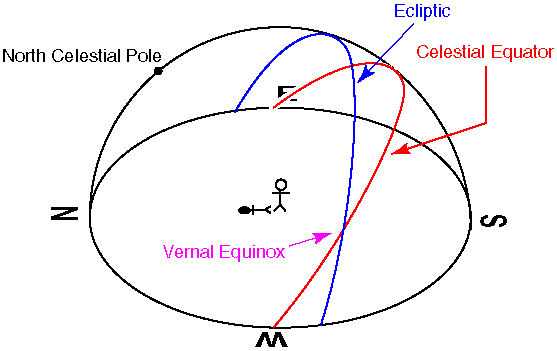 Ecliptic
North Celestial Pole
Celestial Equator
E
N
S
Vernal Equinox
W